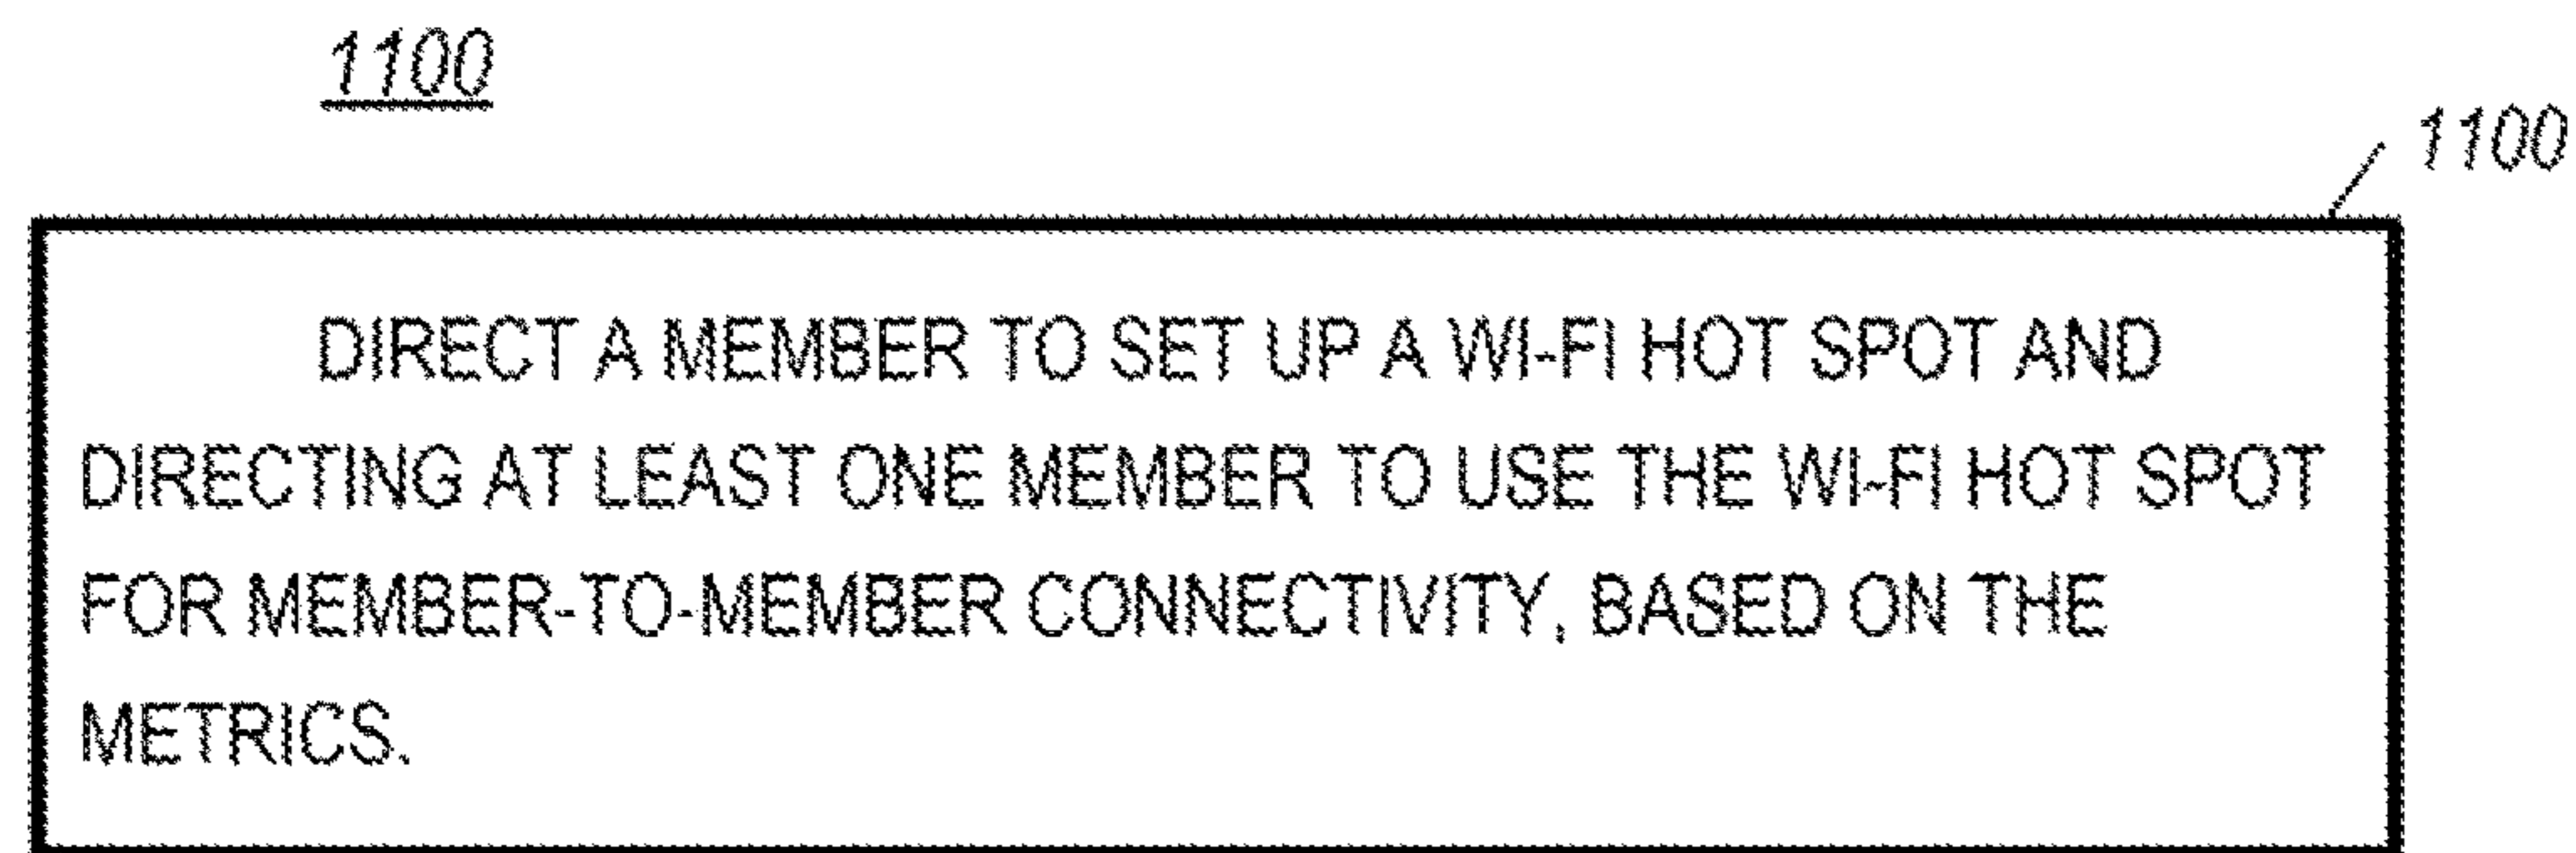 1100
1100
DIRECT A MEMBER TO SET UP A WI-FI HOT SPOT AND
DIRECTING AT LEAST ONE MEMBER TO USE THE WI-FI HOT SPOT
FOR MEMBER-TO-MEMBER CONNECTIVITY, BASED ON THE
METRICS.